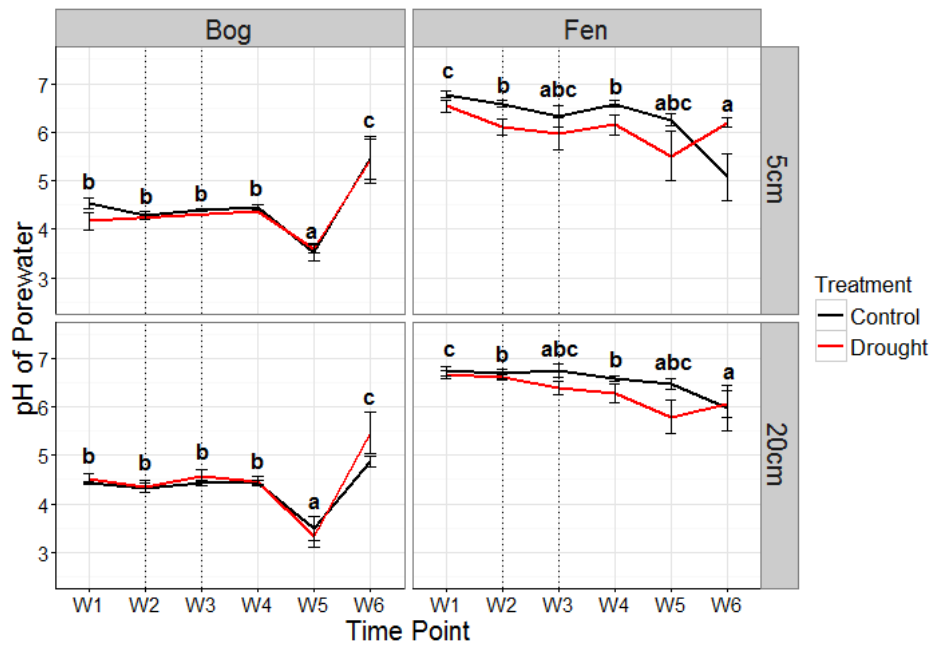 Bog
Fen
7
6
5
4
3
b
b
b
b
a
c
c
b
abc
b
abc
a
5cm
pH of Porewater
7
6
5
4
3
b
b
b
b
a
c
c
b
abc
b
abc
a
20cm
W1 W2 W3 W4 W5 W6
W1 W2 W3 W4 W5 W6
Time Point
Treatment
Control
Drought